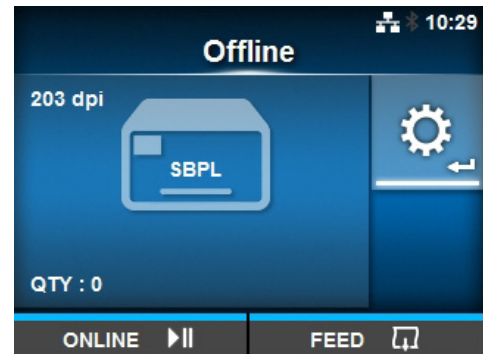 10:29
Offline
203 dpi
SBPL
QTY : 0
ONLINE
FEED